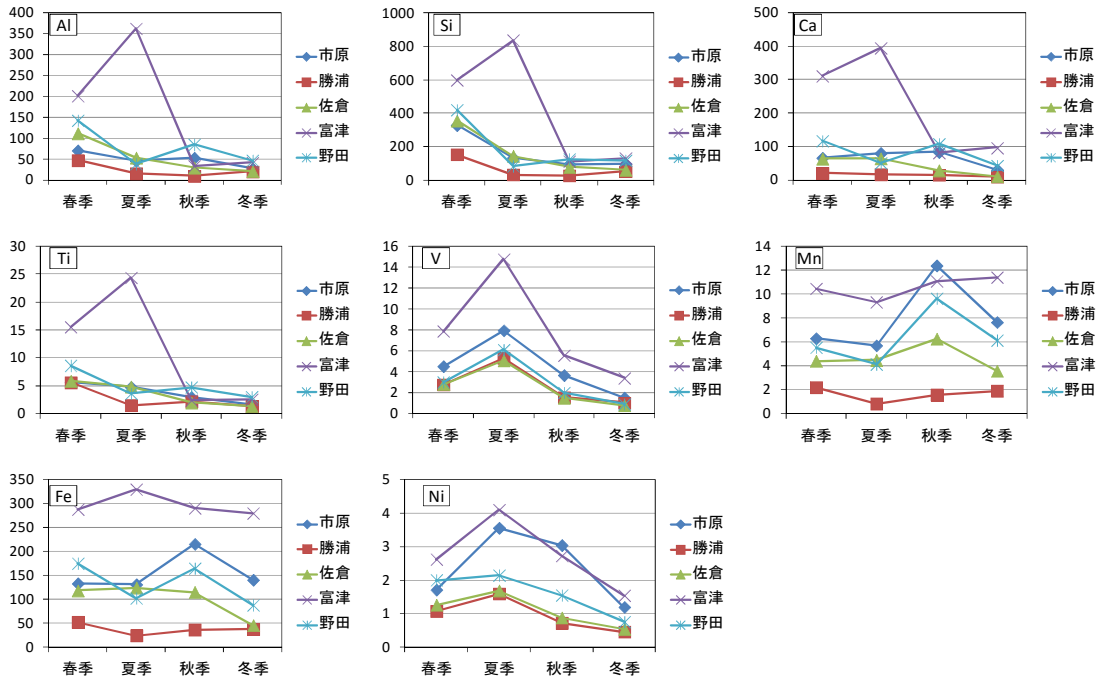 Al
400
350
300
250
200
150
100
50
0
春季 夏季 秋季 冬季
市原
勝浦
佐倉
富津
野田
Si
1000
800
600
400
200
0
春季 夏季 秋季 冬季
市原
勝浦
佐倉
富津
野田
Ca
500
400
300
200
100
0
春季 夏季 秋季 冬季
市原
勝浦
佐倉
富津
野田
Ti
30
25
20
15
10
5
0
春季 夏季 秋季 冬季
市原
勝浦
佐倉
富津
野田
V
16
14
12
10
8
6
4
2
0
春季 夏季 秋季 冬季
市原
勝浦
佐倉
富津
野田
Mn
14
12
10
8
6
4
2
0
春季 夏季 秋季 冬季
市原
勝浦
佐倉
富津
野田
Fe
350
300
250
200
150
100
50
0
春季 夏季 秋季 冬季
市原
勝浦
佐倉
富津
野田
Ni
5
4
3
2
1
0
春季 夏季 秋季 冬季
市原
勝浦
佐倉
富津
野田